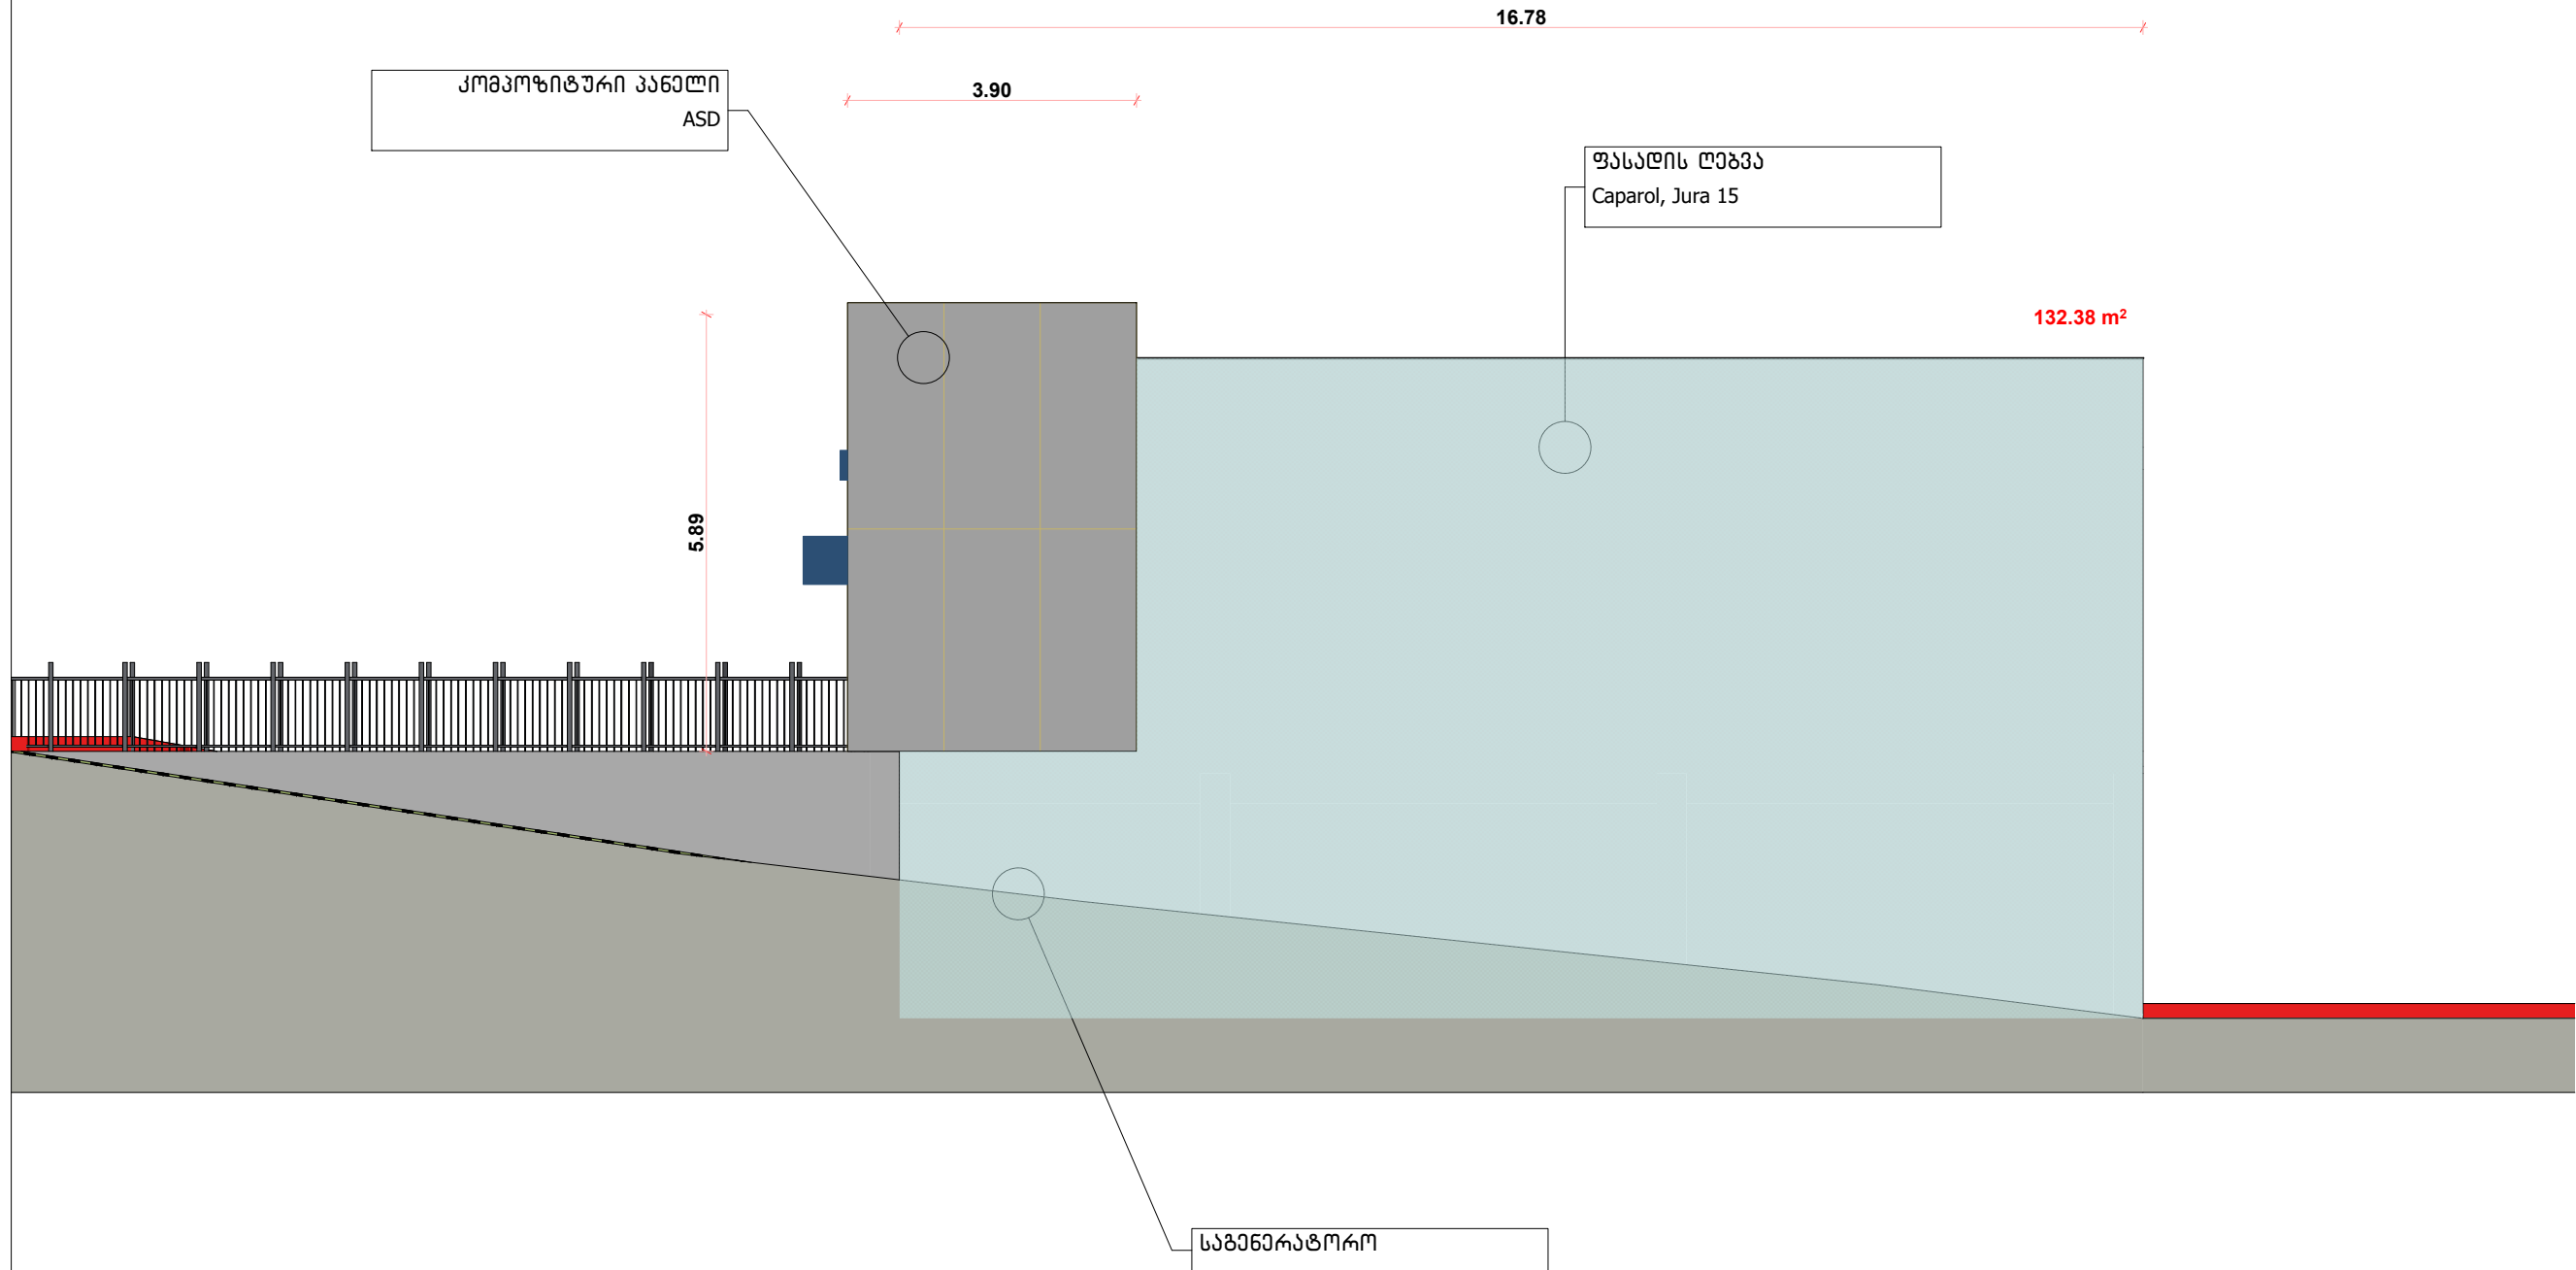 16.78
კომპოზიტური პანელი
ASD
3.90
ფასადის ღებვა
Caparol, Jura 15
132.38 m²
5.89
საგენერატორო